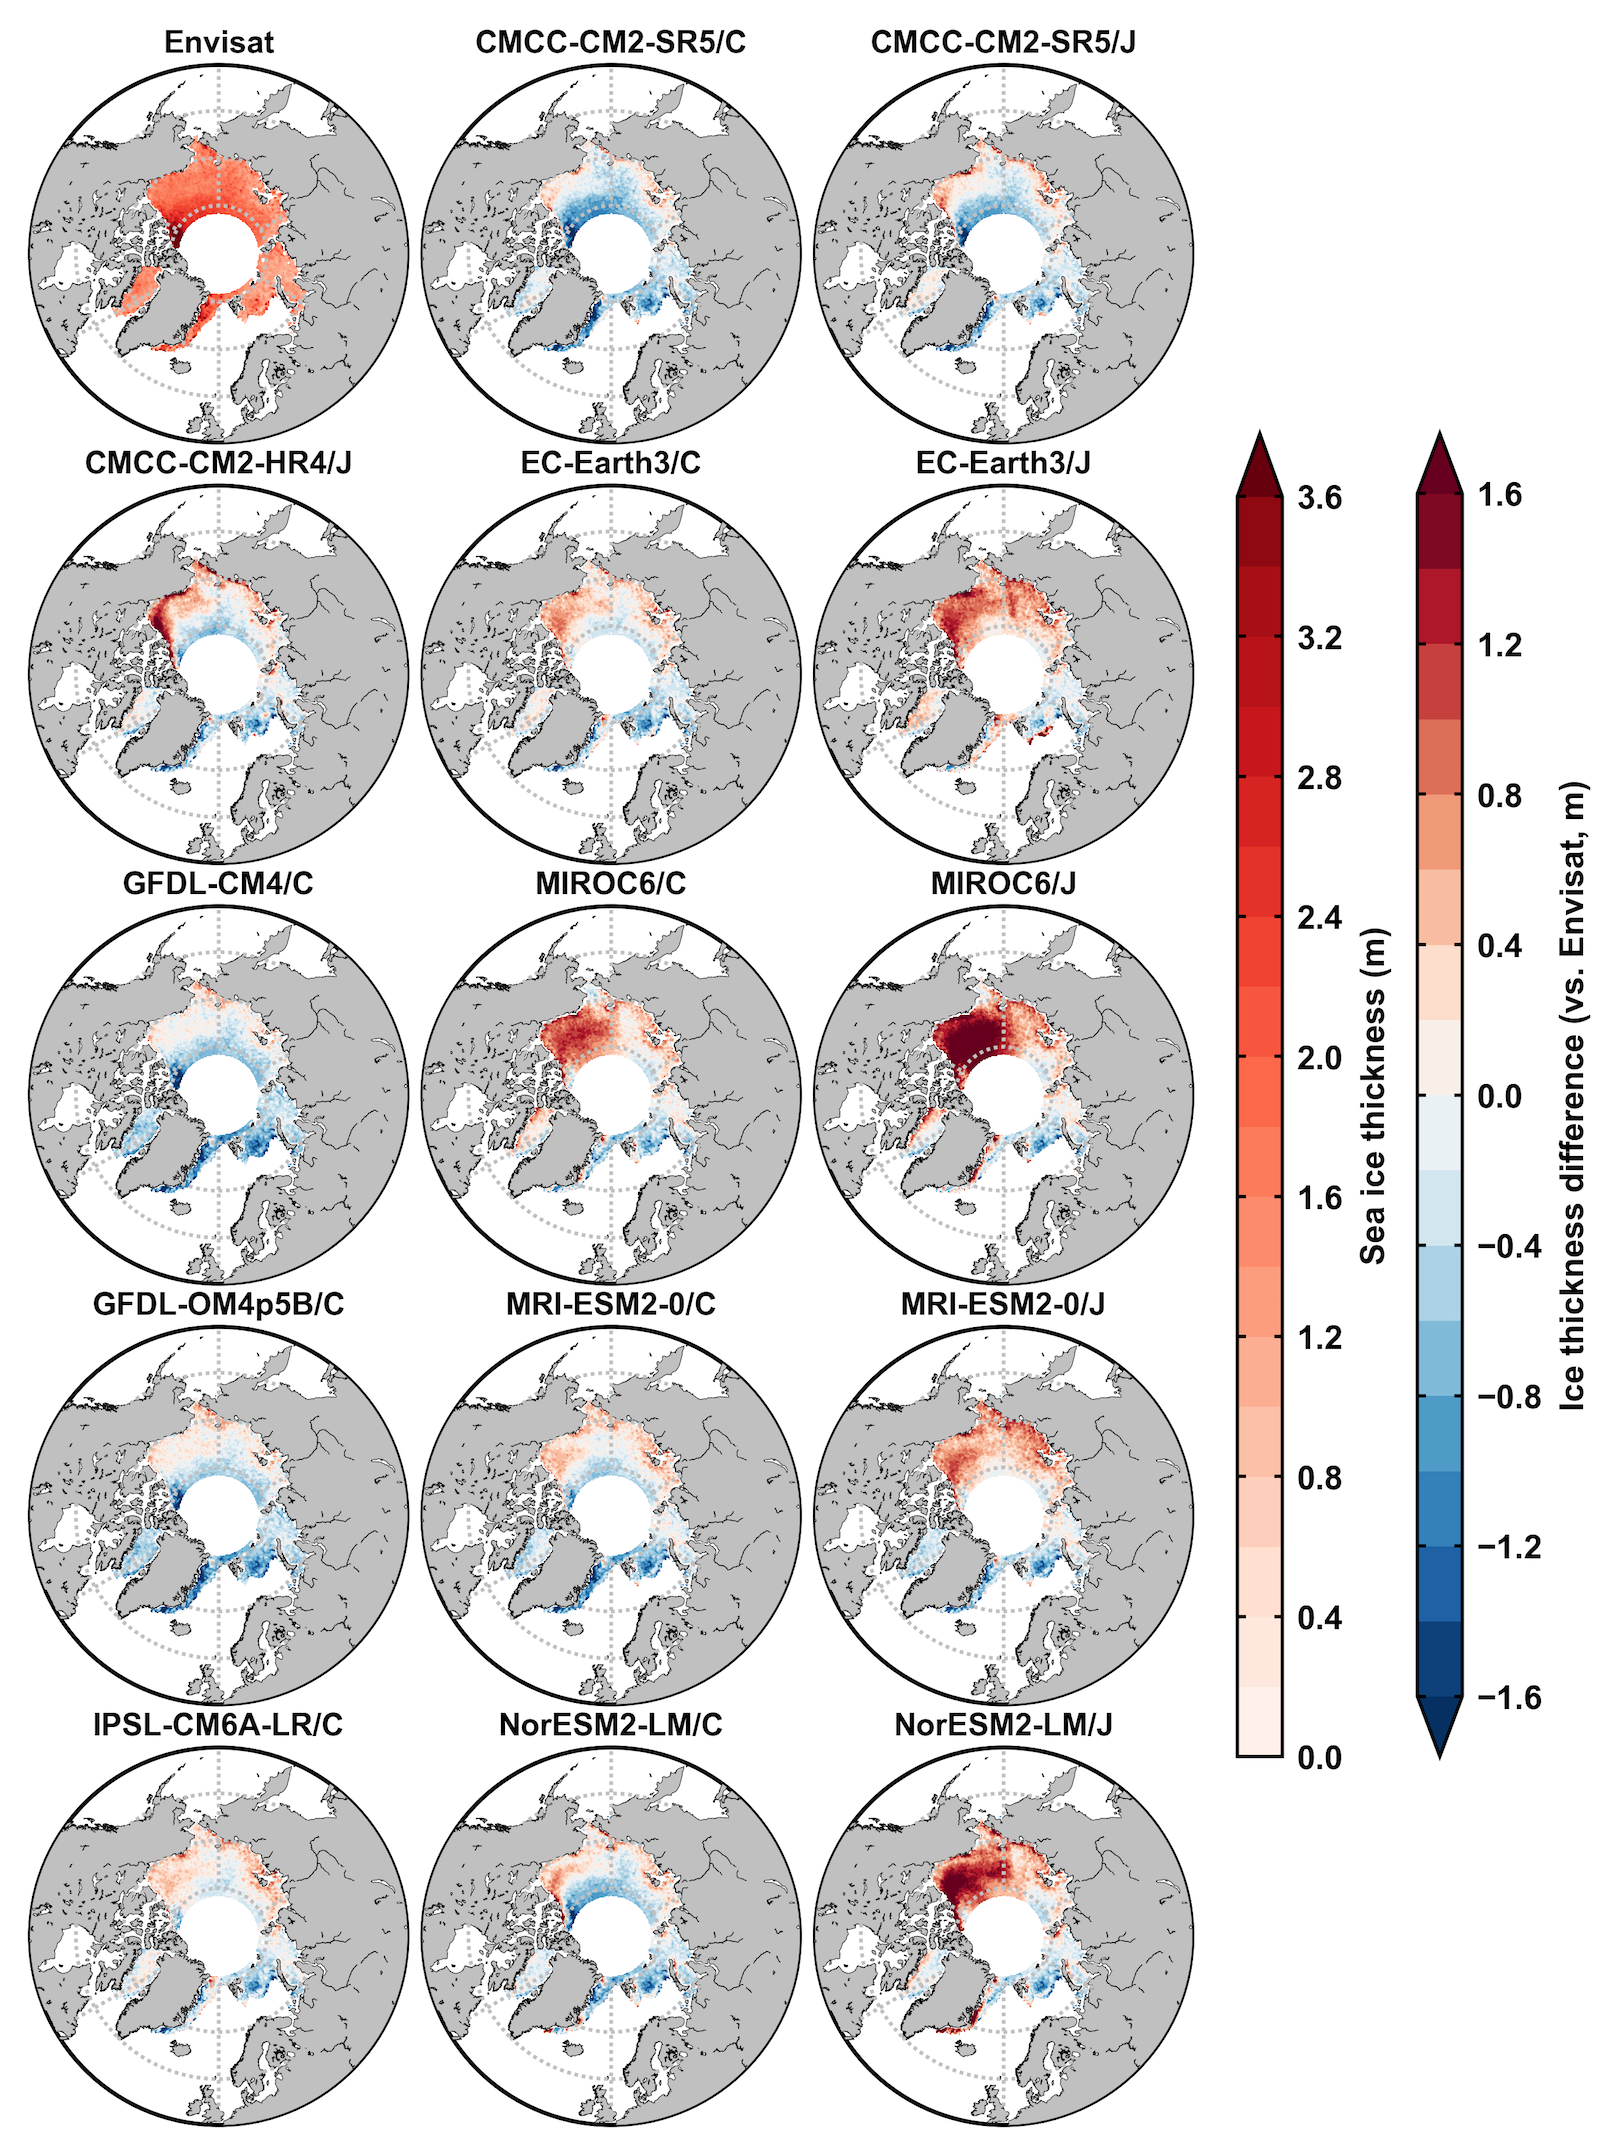 Envisat
CMCC-CM2-SR5/C
CMCC-CM2-SR5/J
CMCC-CM2-HR4/J
EC-Earth3/C
EC-Earth3/J
GFDL-CM4/C
MIROC6/C
MIROC6/J
GFDL-OM4p5B/C
MRI-ESM2-0/C
MRI-ESM2-0/J
IPSL-CM6A-LR/C
NorESM2-LM/C
NorESM2-LM/J
3.6
3.2
2.8
2.4
2.0
1.6
1.2
0.8
0.4
0.0
Sea ice thickness (m)
1.6
1.2
0.8
0.4
0.0
−0.4
−0.8
−1.2
−1.6
Ice thickness difference (vs. Envisat, m)